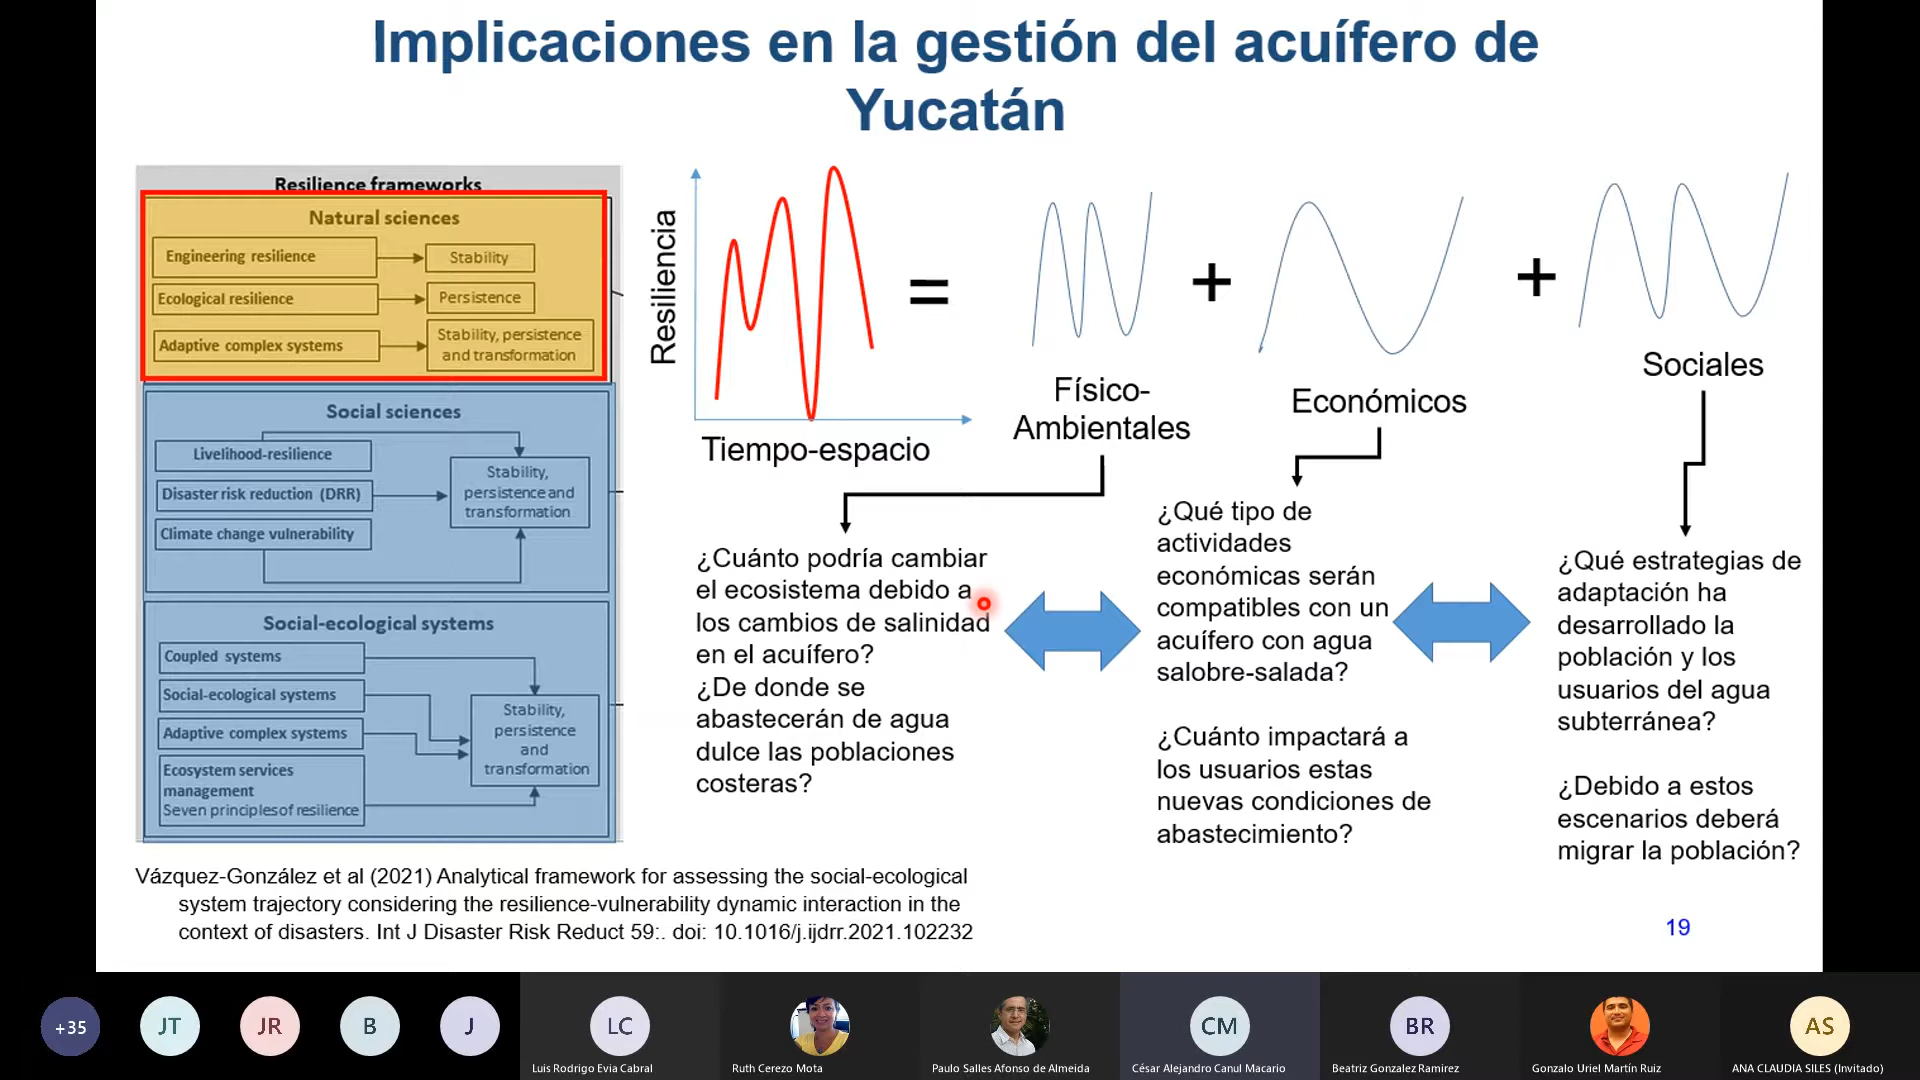 Implicaciones en la gestión del acuífero de
Yucatán
Resilience frameworks
Natural sciences
Engineering resilience
Stability
Ecological resilience
Persistence
Adaptive complex systems
Stability, persistence
and transformation
Social sciences
Livelihood-resilience
Disaster risk reduction (DRR)
Climate change vulnerability
Stability,
persistence and
transformation
Social-ecological systems
Coupled systems
Social-ecological systems
Adaptive complex systems
Ecosystem services
management
Seven principles of resilience
Stability,
persistence
and
transformation
Resiliencia
Tiempo-espacio
=
Físico-
Ambientales
+
Económicos
+
Sociales
¿Cuánto podría cambiar
el ecosistema debido a
los cambios de salinidad
en el acuífero?
¿De donde se
abastecerán de agua
dulce las poblaciones
costeras?
¿Qué tipo de
actividades
económicas serán
compatibles con un
acuífero con agua
salobre-salada?
¿Cuánto impactará a
los usuarios estas
nuevas condiciones de
abastecimiento?
¿Qué estrategias de
adaptación ha
desarrollado la
población y los
usuarios del agua
subterránea?
¿Debido a estos
escenarios deberá
migrar la población?
Vázquez-González et al (2021) Analytical framework for assessing the social-ecological
system trajectory considering the resilience-vulnerability dynamic interaction in the
context of disasters. Int J Disaster Risk Reduct 59:. doi: 10.1016/j.ijdrr.2021.102232
19
+35
JT
JR
B
J
LC
Luis Rodrigo Evia Cabral
Ruth Cerezo Mota
Paulo Salles Afonso de Almeida
CM
César Alejandro Canul Macario
BR
Beatriz Gonzalez Ramirez
Gonzalo Uriel Martín Ruiz
AS
ANA CLAUDIA SILES (Invitado)